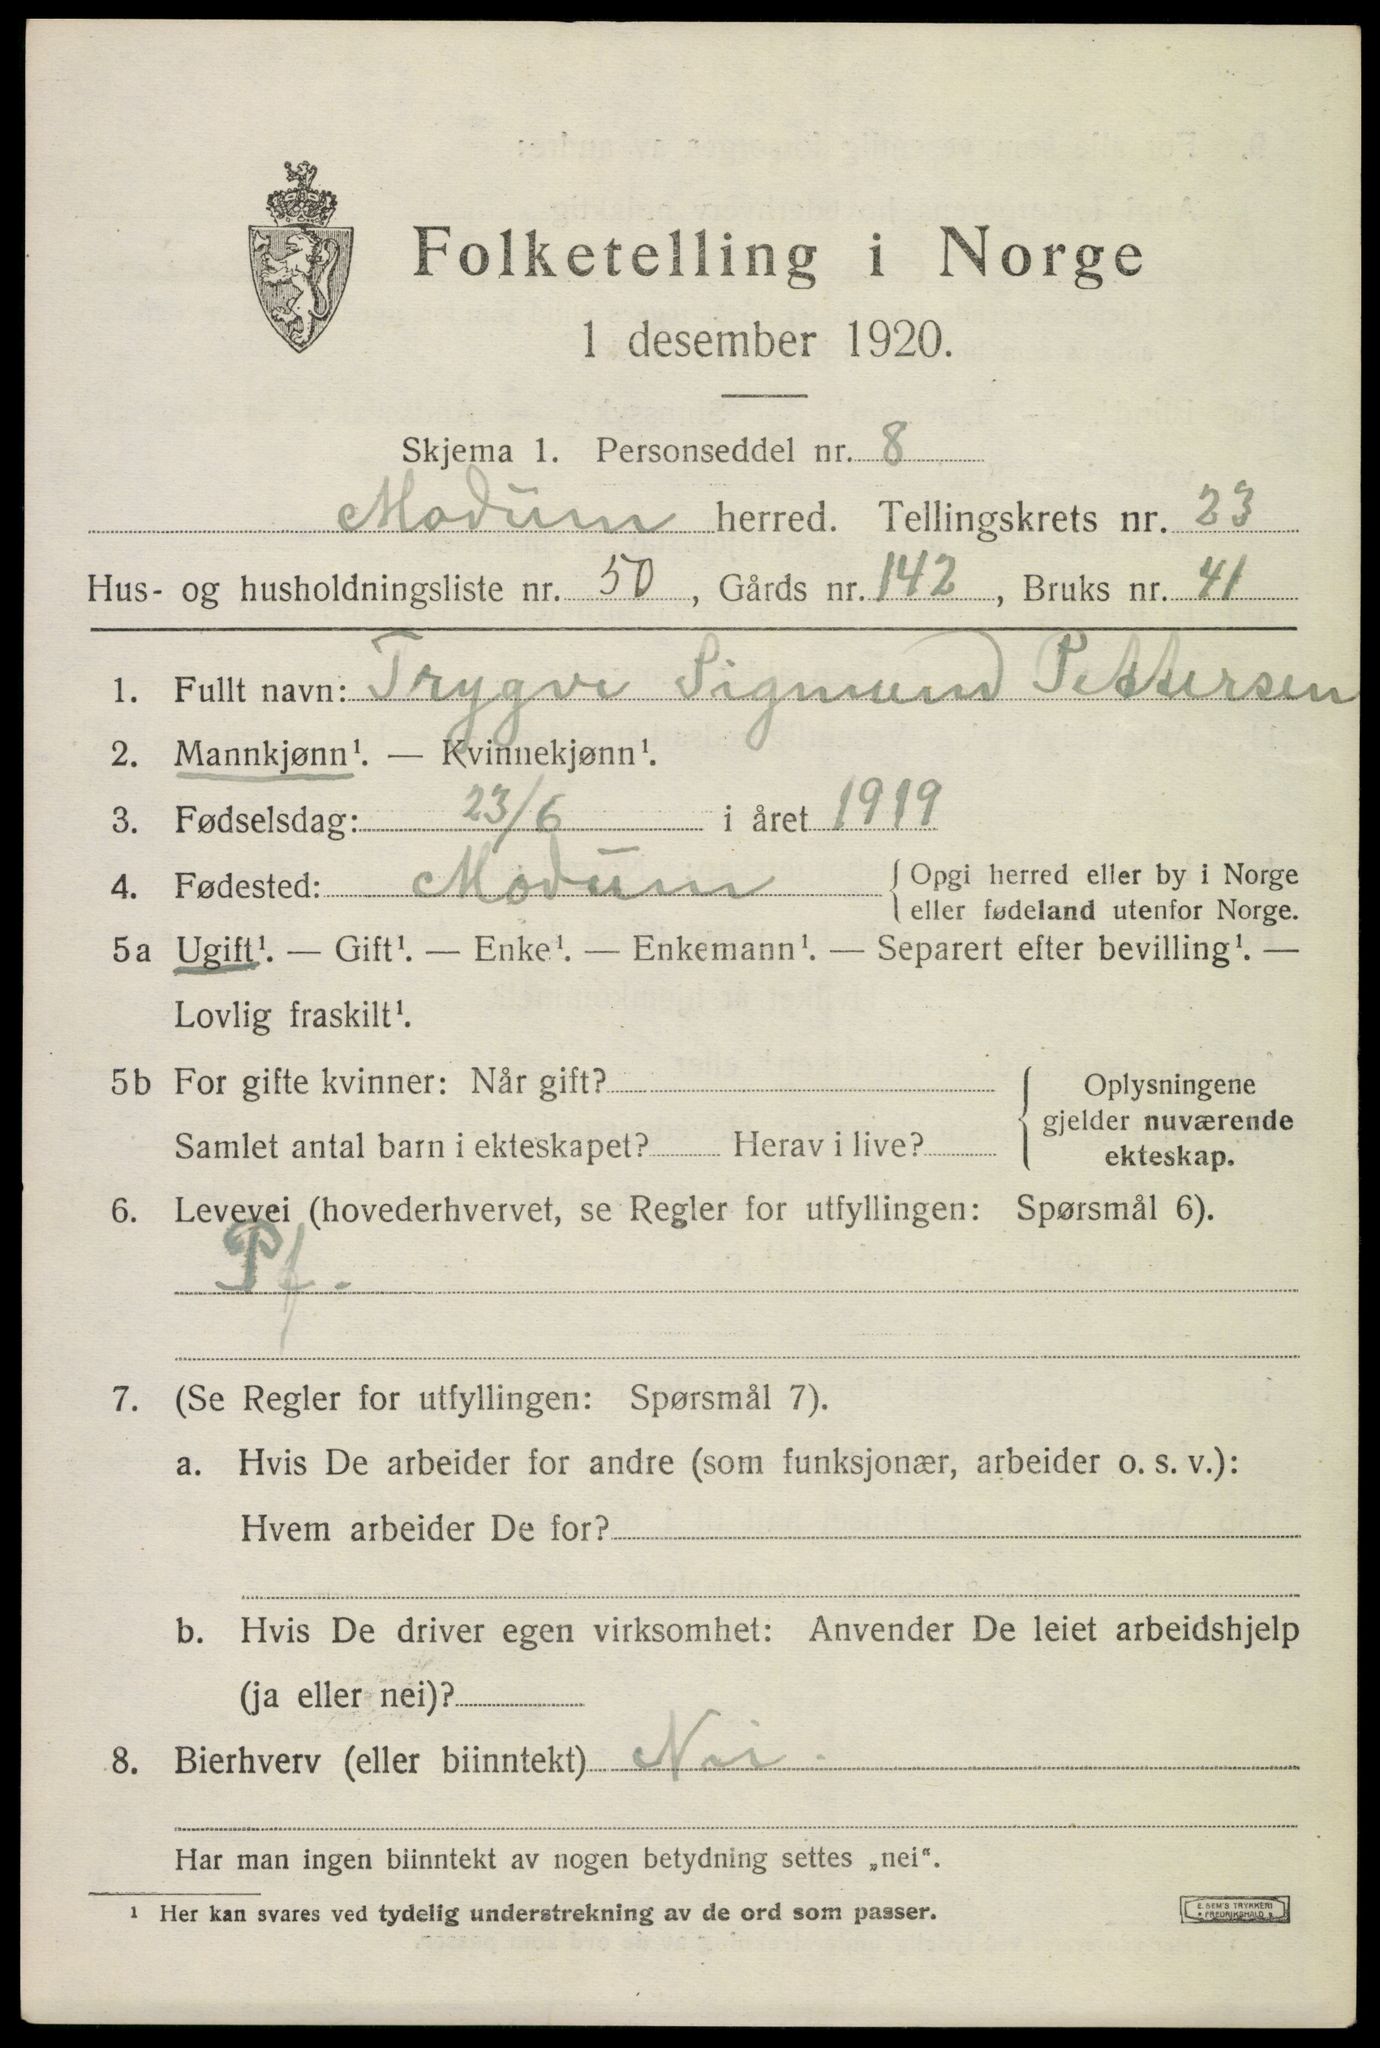 Folketelling i Norge
1 desember 1920.
Skjema 1. Personseddel nr. 8
Modum herred. Tellingskrets nr. 23
Hus- og husholdningsliste nr. 50, Gårds nr. 142, Bruks nr. 41
1. Fullt navn: Trygve Sigmund Pettersen
2. Mannkjønn¹. — Kvinnekjønn¹.
3. Fødselsdag: 23/6 i året 1919
4. Fødested: Modum { Opgi herred eller by i Norge
eller fødeland utenfor Norge.
5a Ugift¹. — Gift¹. — Enke¹. — Enkemann¹. — Separert efter bevilling¹. —
Lovlig fraskilt¹.
5b For gifte kvinner: Når gift? { Oplysningene
gjelder nuværende
Samlet antal barn i ekteskapet? Herav i live?
ekteskap.
6. Levevei (hovederhvervet, se Regler for utfyllingen: Spørsmål 6).
Pf.
7. (Se Regler for utfyllingen: Spørsmål 7).
a. Hvis De arbeider for andre (som funksjonær, arbeider o. s. v.):
Hvem arbeider De for?
b. Hvis De driver egen virksomhet: Anvender De leiet arbeidshjelp
(ja eller nei)?
8. Bierhverv (eller biinntekt) Nei.
Har man ingen biinntekt av nogen betydning settes „nei“.
¹ Her kan svares ved tydelig understrekning av de ord som passer.
E. SEM'S TRYKKERI
FREDRIKSHALD